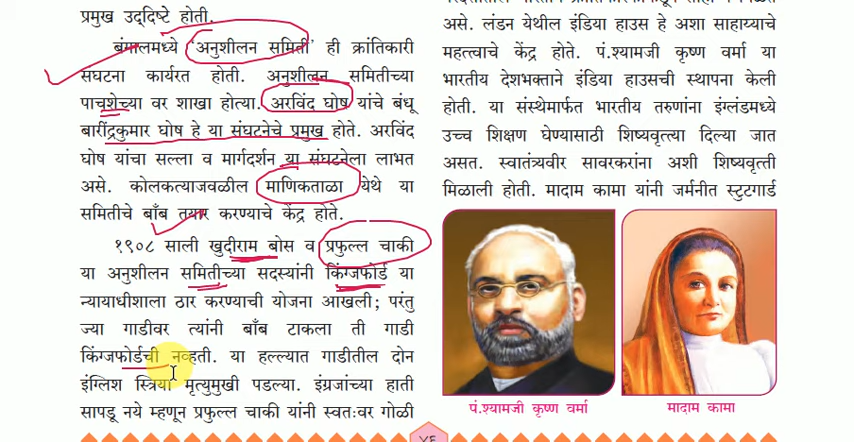 प्रमुख उद्दिष्टे होती.
बंगालमध्ये 'अनुशीलन समिती' ही क्रांतिकारी
संघटना कार्यरत होती. अनुशीलन समितीच्या
पाचशेच्या वर शाखा होत्या. अरविंद घोष यांचे बंधू
बारींद्रकुमार घोष हे या संघटनेचे प्रमुख होते. अरविंद
घोष यांचा सल्ला व मार्गदर्शन या संघटनेला लाभत
असे. कोलकत्याजवळील माणिकताळा येथे या
समितीचे बाँब तयार करण्याचे केंद्र होते.
१९०८ साली खुदीराम बोस व प्रफुल्ल चाकी
या अनुशीलन समितीच्या सदस्यांनी किंग्जफोर्ड या
न्यायाधीशाला ठार करण्याची योजना आखली; परंतु
ज्या गाडीवर त्यांनी बाँब टाकला ती गाडी
किंग्जफोर्डची नव्हती. या हल्ल्यात गाडीतील दोन
इंग्लिश स्त्रिया मृत्युमुखी पडल्या. इंग्रजांच्या हाती
सापडू नये म्हणून प्रफुल्ल चाकी यांनी स्वतःवर गोळी
असे. लंडन येथील इंडिया हाउस हे अशा साहाय्याचे
महत्त्वाचे केंद्र होते. पं.श्यामजी कृष्ण वर्मा या
भारतीय देशभक्ताने इंडिया हाउसची स्थापना केली
होती. या संस्थेमार्फत भारतीय तरुणांना इंग्लंडमध्ये
उच्च शिक्षण घेण्यासाठी शिष्यवृत्त्या दिल्या जात
असत. स्वातंत्र्यवीर सावरकरांना अशी शिष्यवृत्ती
मिळाली होती. मादाम कामा यांनी जर्मनीत स्टुटगार्ड
पं.श्यामजी कृष्ण वर्मा
मादाम कामा